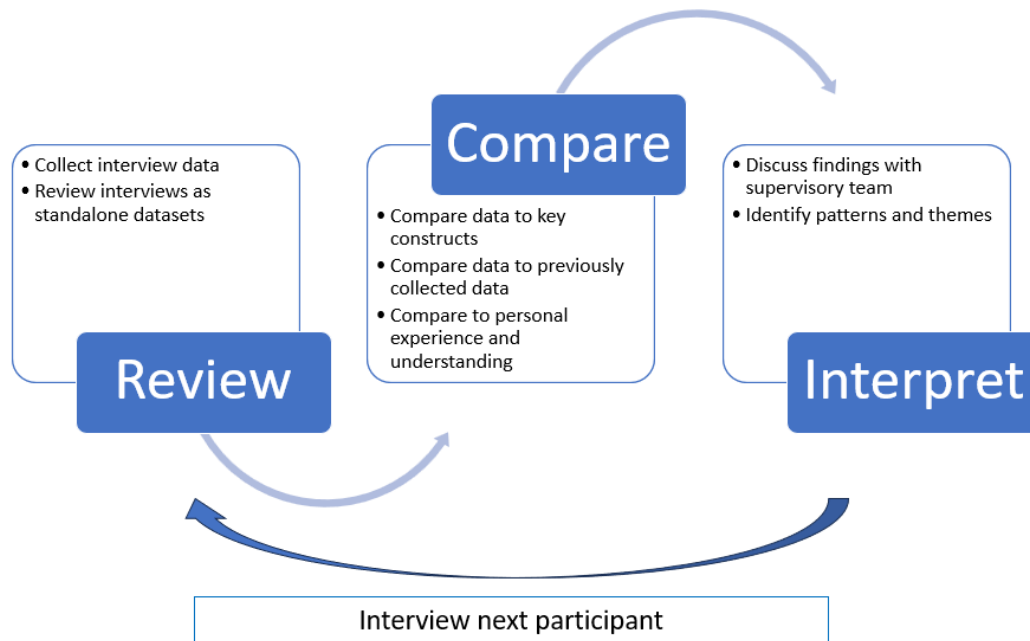 • Collect interview data
• Review interviews as
standalone datasets
Review
Compare
• Compare data to key
constructs
• Compare data to previously
collected data
• Compare to personal
experience and
understanding
• Discuss findings with
supervisory team
• Identify patterns and themes
Interpret
Interview next participant